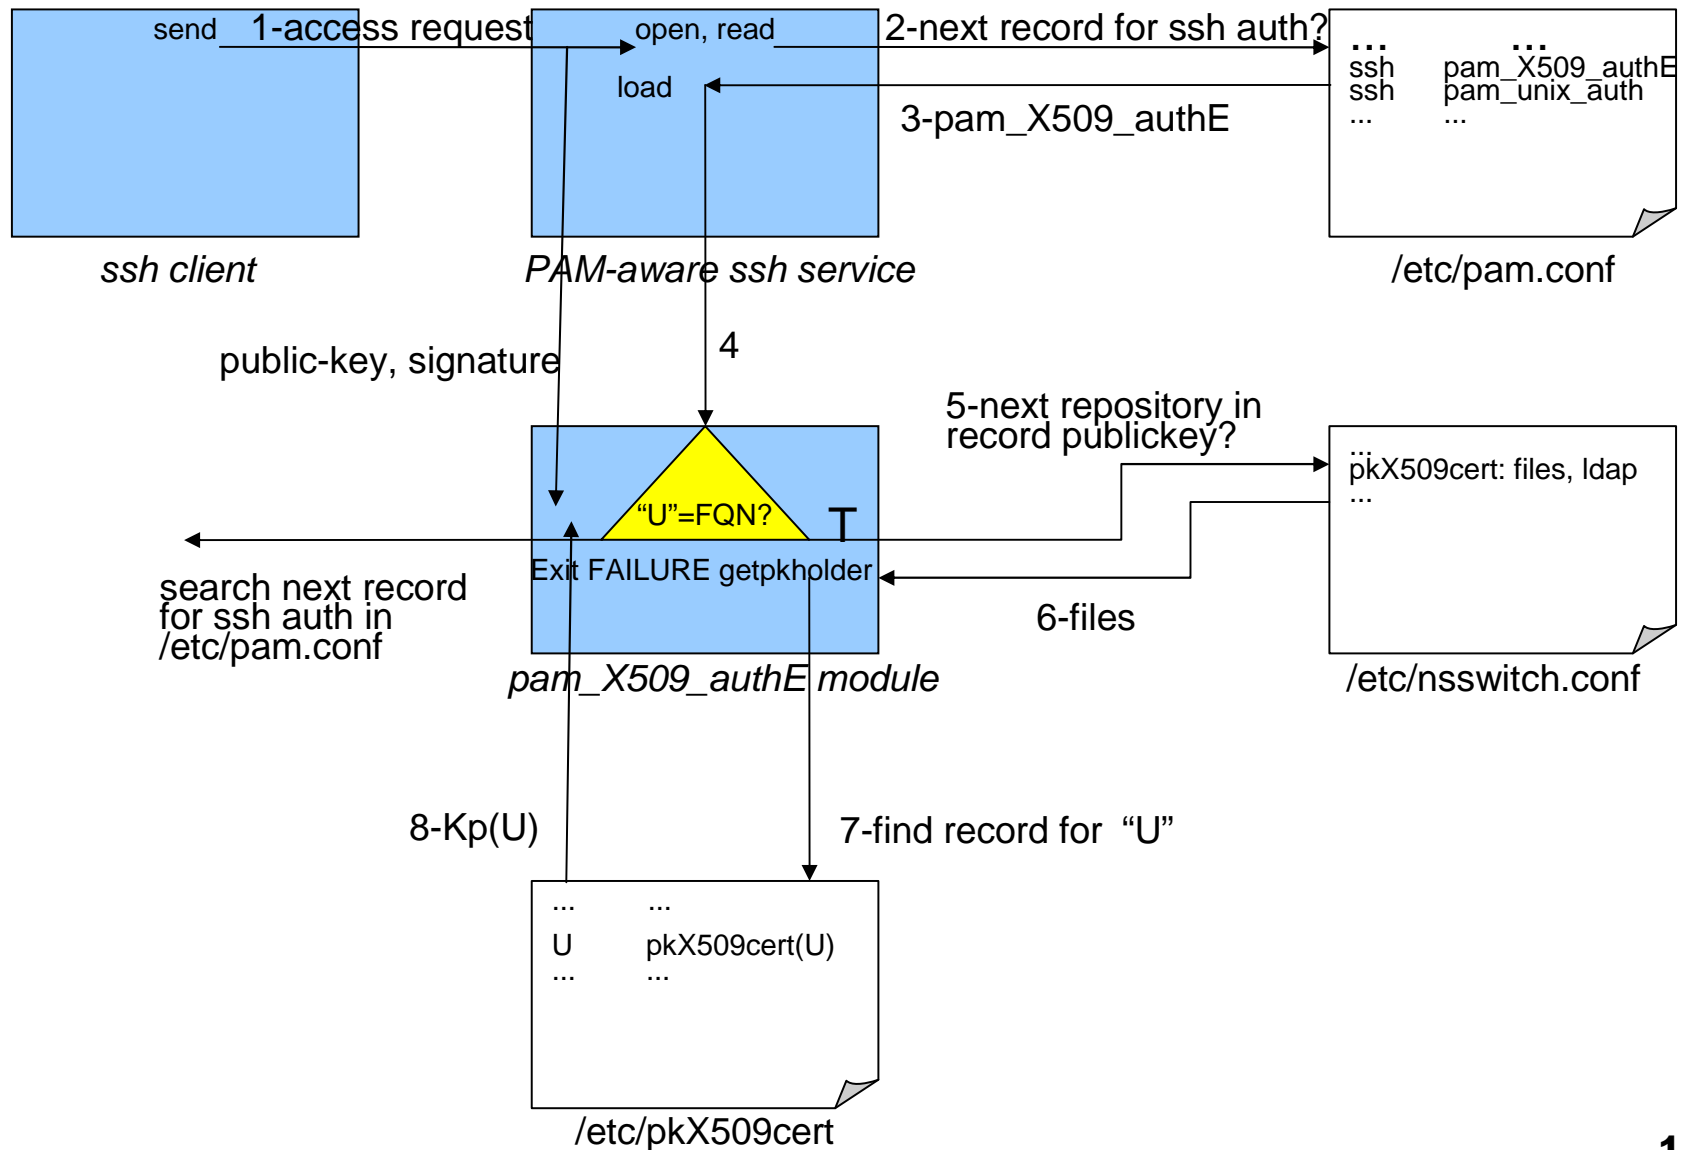 send
1-access request
open, read
2-next record for ssh auth?
load
3-pam_X509_authE
... ...
ssh pam_X509_authE
ssh pam_unix_auth
... ...
ssh client
PAM-aware ssh service
/etc/pam.conf
public-key, signature
4
5-next repository in
record publickey?
...
pkX509cert: files, ldap
...
“U”=FQN?
T
Exit FAILURE getpkholder
search next record
for ssh auth in
/etc/pam.conf
6-files
pam_X509_authE module
/etc/nsswitch.conf
8-Kp(U)
7-find record for “U”
... ...
U pkX509cert(U)
... ...
/etc/pkX509cert
1